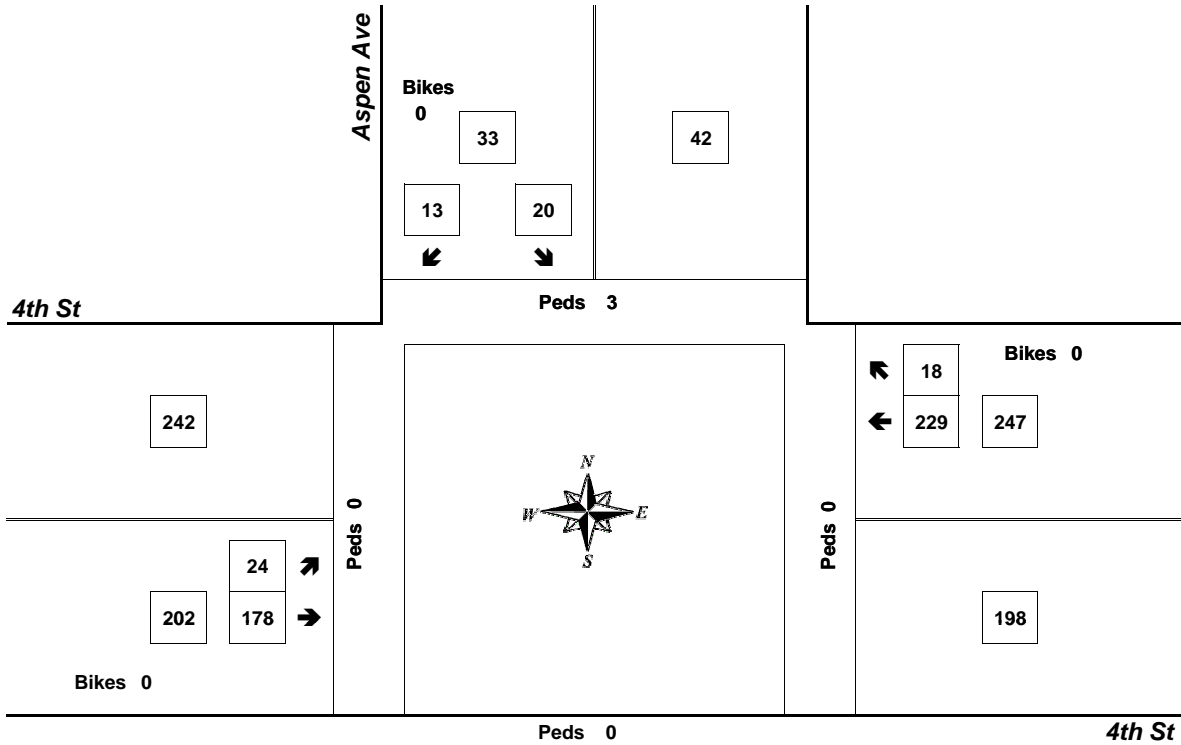 Aspen Ave
Bikes
0
33
42
13
20
Peds 3
4th St
Bikes 0
18
242
229
247
N
W
E
S
Peds 0
Peds 0
24
202
178
198
Bikes 0
Peds 0
4th St